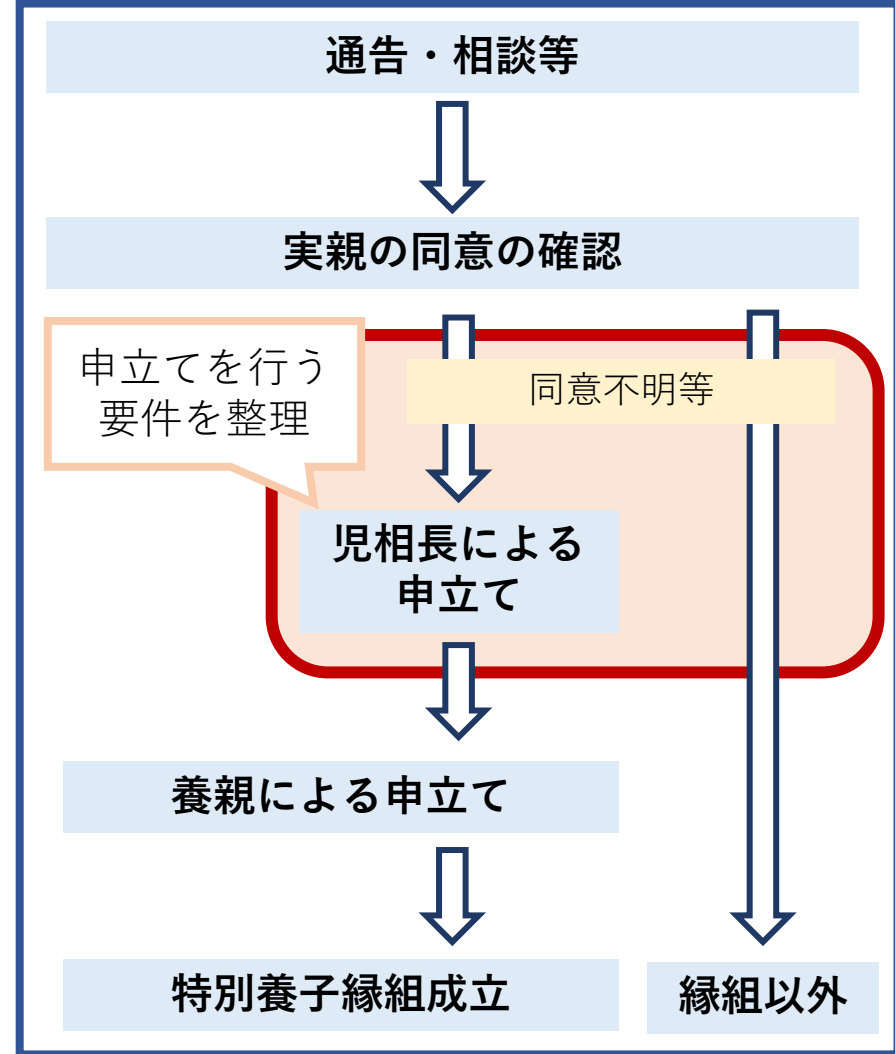 通告・相談等
実親の同意の確認
申立てを行う
要件を整理
同意不明等
児相長による
申立て
養親による申立て
特別養子縁組成立
縁組以外